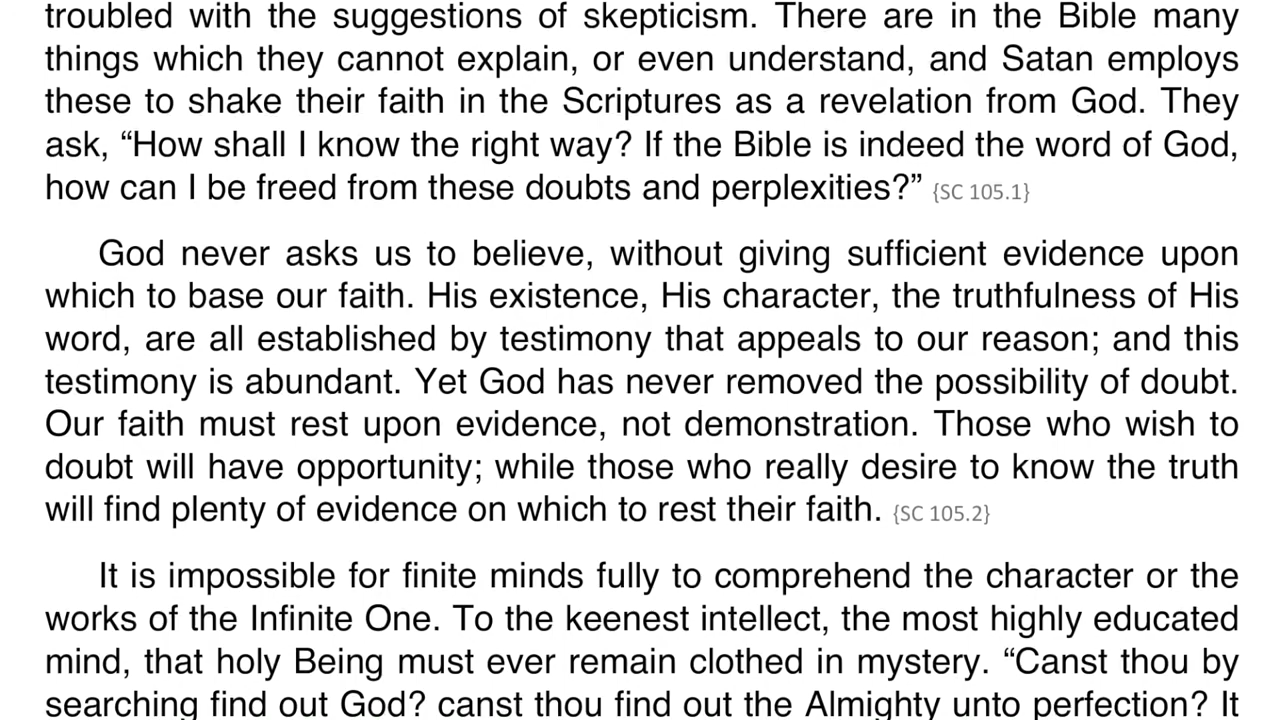 troubled with the suggestions of skepticism. There are in the Bible many
things which they cannot explain, or even understand, and Satan employs
these to shake their faith in the Scriptures as a revelation from God. They
ask, “How shall I know the right way? If the Bible is indeed the word of God,
how can I be freed from these doubts and perplexities?” {SC 105.1}
God never asks us to believe, without giving sufficient evidence upon
which to base our faith. His existence, His character, the truthfulness of His
word, are all established by testimony that appeals to our reason; and this
testimony is abundant. Yet God has never removed the possibility of doubt.
Our faith must rest upon evidence, not demonstration. Those who wish to
doubt will have opportunity; while those who really desire to know the truth
will find plenty of evidence on which to rest their faith. {SC 105.2}
It is impossible for finite minds fully to comprehend the character or the
works of the Infinite One. To the keenest intellect, the most highly educated
mind, that holy Being must ever remain clothed in mystery. “Canst thou by
searching find out God? canst thou find out the Almighty unto perfection? It